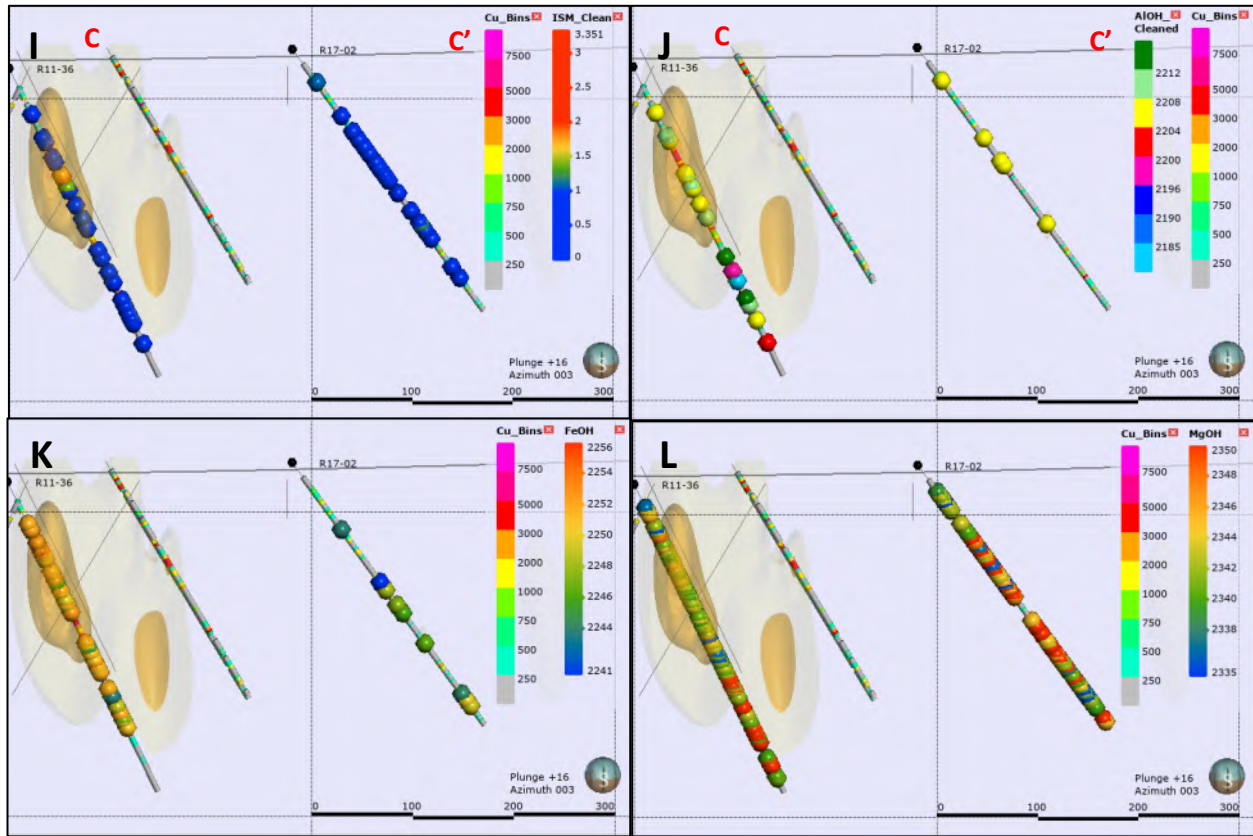 I
C
C'
R11-36
R17-02
Cu_Bins
7500
5000
3000
2000
1000
750
500
250
ISM_Clean
3.351
3
2.5
2
1.5
1
0.5
0
Plunge +16
Azimuth 003
0
100
200
300
J
C
C'
R11-36
R17-02
AlOH_
Cleaned
2212
2208
2204
2200
2196
2190
2185
Cu_Bins
7500
5000
3000
2000
1000
750
500
250
Plunge +16
Azimuth 003
0
100
200
300
K
R11-36
R17-02
Cu_Bins
7500
5000
3000
2000
1000
750
500
250
FeOH
2256
2254
2252
2250
2248
2244
2241
Plunge +16
Azimuth 003
0
100
200
300
L
R11-36
R17-02
Cu_Bins
7500
5000
3000
2000
1000
750
500
250
MgOH
2350
2348
2344
2340
2338
2335
Plunge +16
Azimuth 003
0
100
200
300